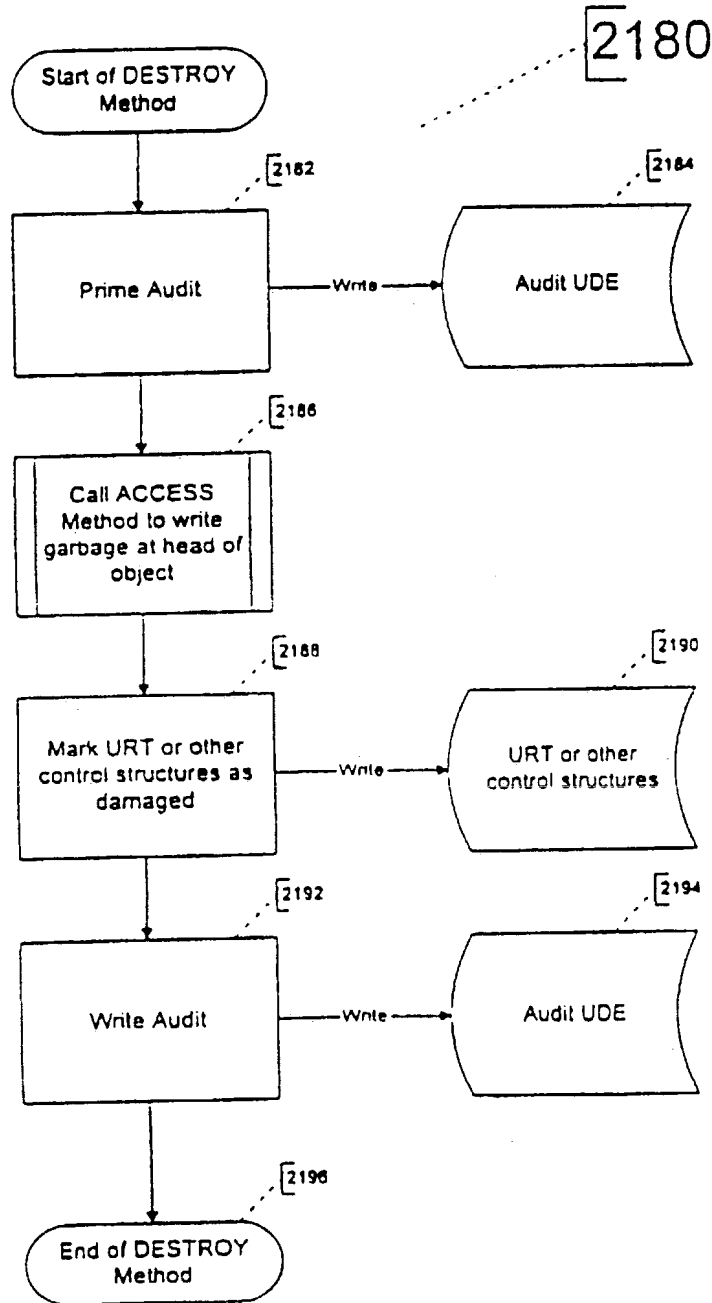 2180
Start of DESTROY
Method
2182
2184
Prime Audit
Write
Audit UDE
2186
Call ACCESS
Method to write
garbage at head of
object
2188
2190
Mark URT or other
control structures as
damaged
Write
URT or other
control structures
2192
2194
Write Audit
Write
Audit UDE
2196
End of DESTROY
Method